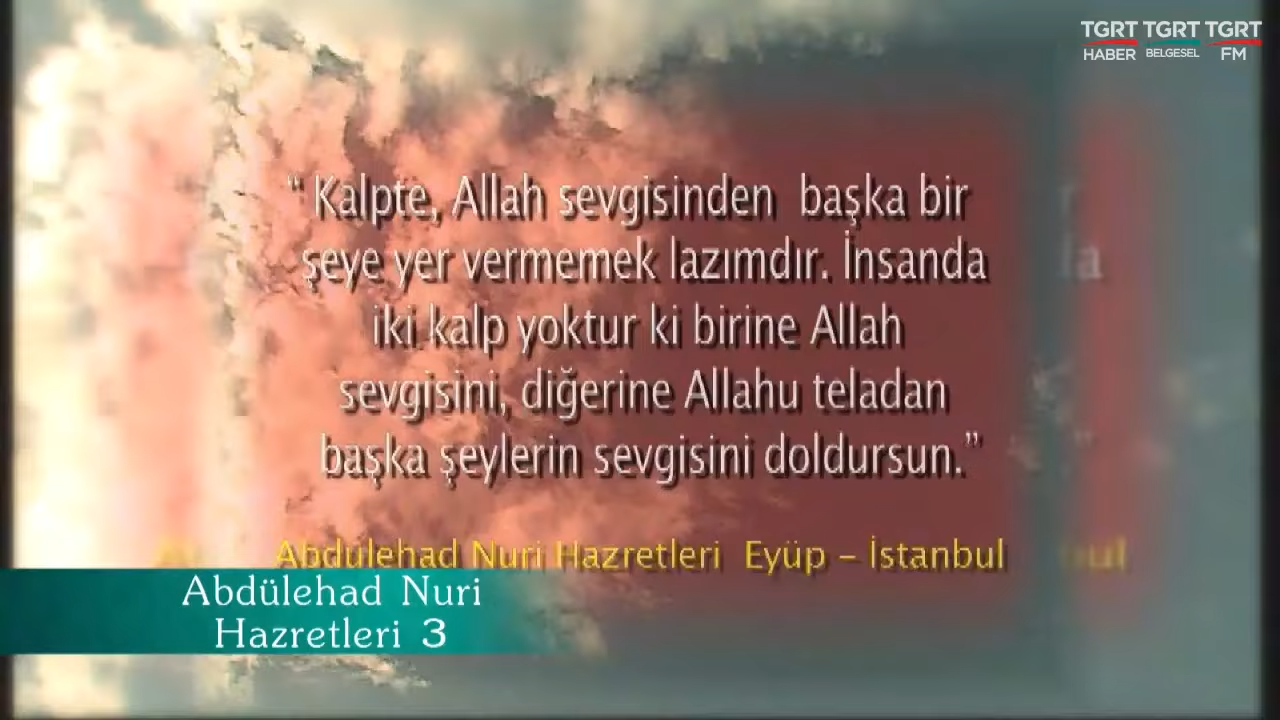 TGRT TGRT TGRT
HABER BELGESEL FM
“ Kalpte, Allah sevgisinden başka bir
şeye yer vermemek lazımdır. İnsanda
iki kalp yoktur ki birine Allah
sevgisini, diğerine Allahu teladan
başka şeylerin sevgisini doldursun.”
Abdulehad Nuri Hazretleri Eyüp – İstanbul
Abdülehad Nuri
Hazretleri 3